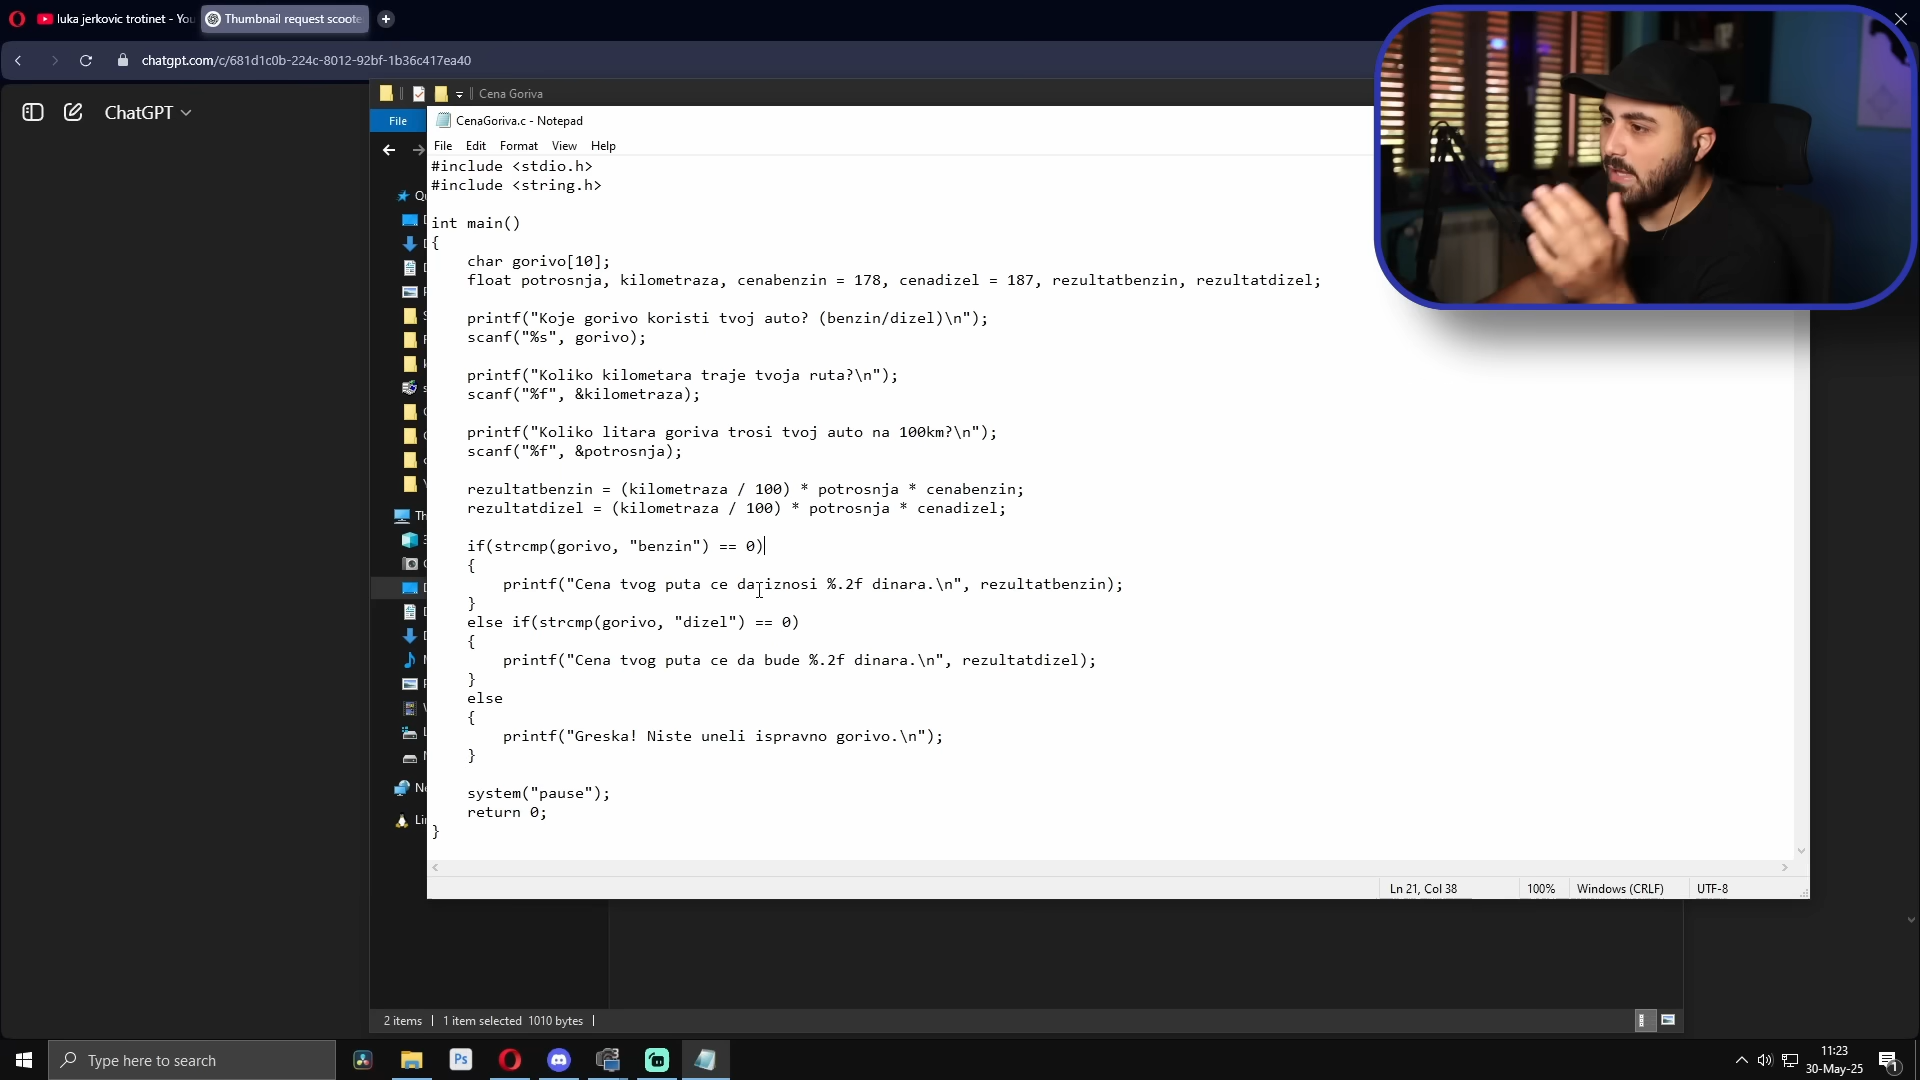 luka jerkovic trotinet - You
Thumbnail request scoote
chatgpt.com/c/681d1c0b-224c-8012-92bf-1b36c417ea40
ChatGPT
Cena Goriva
File
CenaGoriva.c - Notepad
File Edit Format View Help
#include <stdio.h>
#include <string.h>
int main()
{
char gorivo[10];
float potrosnja, kilometraza, cenabenzin = 178, cenadizel = 187, rezultatbenzin, rezultatdizel;
printf("Koje gorivo koristi tvoj auto? (benzin/dizel)\n");
scanf("%s", gorivo);
printf("Koliko kilometara traje tvoja ruta?\n");
scanf("%f", &kilometraza);
printf("Koliko litara goriva trosi tvoj auto na 100km?\n");
scanf("%f", &potrosnja);
rezultatbenzin = (kilometraza / 100) * potrosnja * cenabenzin;
rezultatdizel = (kilometraza / 100) * potrosnja * cenadizel;
if(strcmp(gorivo, "benzin") == 0)
{
printf("Cena tvog puta ce da iznosi %.2f dinara.\n", rezultatbenzin);
}
else if(strcmp(gorivo, "dizel") == 0)
{
printf("Cena tvog puta ce da bude %.2f dinara.\n", rezultatdizel);
}
else
{
printf("Greska! Niste uneli ispravno gorivo.\n");
}
system("pause");
return 0;
}
Ln 21, Col 38 100% Windows (CRLF) UTF-8
2 items 1 item selected 1010 bytes
Type here to search
Ps
11:23
30-May-25
1